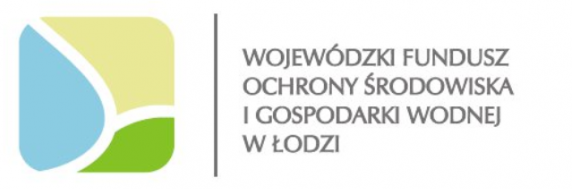 WOJEWÓDZKI FUNDUSZ
OCHRONY ŚRODOWISKA
I GOSPODARKI WODNEJ
W ŁODZI